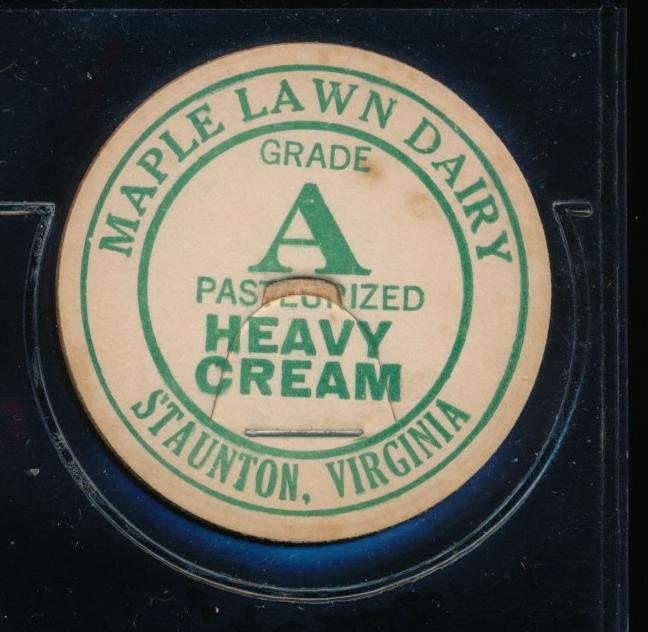 MAPLE LAWN DAIRY
GRADE
A
PASTEURIZED
HEAVY
CREAM
STAUNTON, VIRGINIA